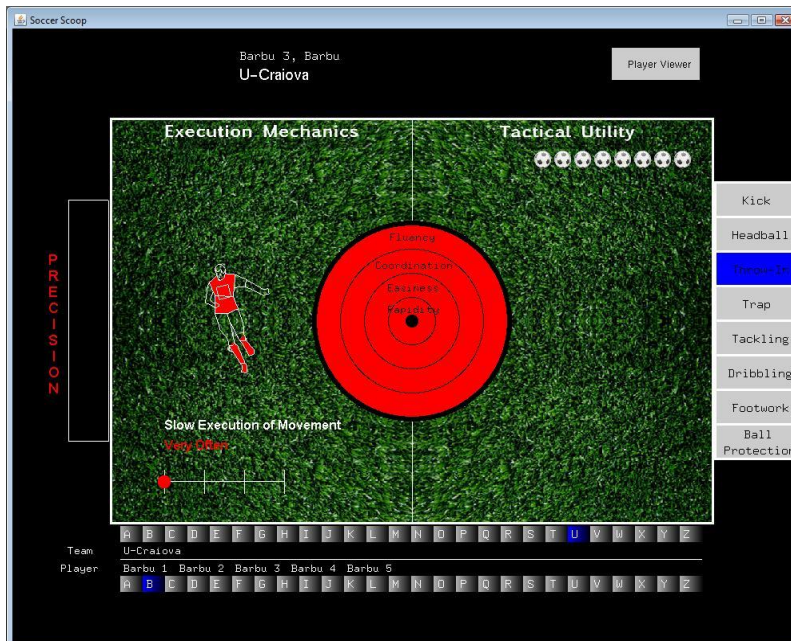 Soccer Scoop
Barbu 3, Barbu
U-Craiova
Player Viewer
Execution Mechanics
Tactical Utility
PRECISION
Fluency
Coordination
Easiness
Rapidity
Slow Execution of Movement
Very Often
Kick
Headball
Throw-In
Trap
Tackling
Dribbling
Footwork
Ball
Protection
A B C D E F G H I J K L M N O P Q R S T U V W X Y Z
Team U-Craiova
Player Barbu 1 Barbu 2 Barbu 3 Barbu 4 Barbu 5
A B C D E F G H I J K L M N O P Q R S T U V W X Y Z